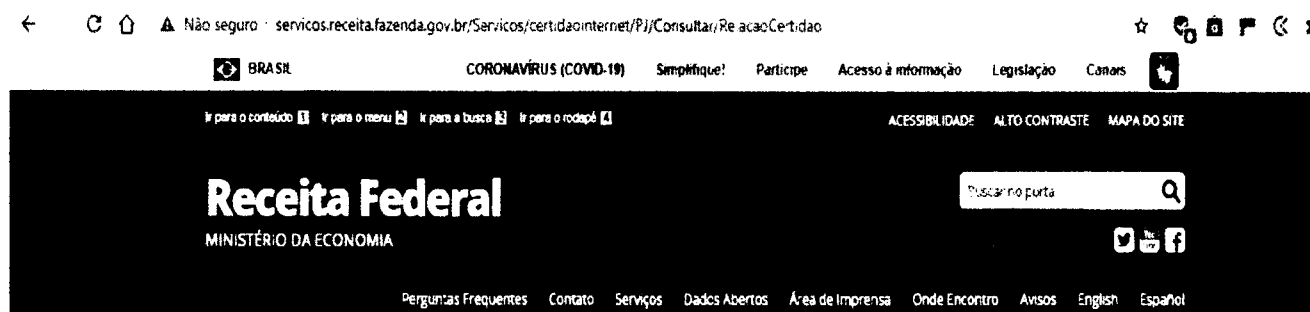 Não seguro servicos.receita.fazenda.gov.br/Servicos/certidaointernet/PJ/Consultar/RelacaoCertidao
BRASIL CORONAVÍRUS (COVID-19) Simplifique! Participe Acesso à informação Legislação Canais
Ir para o conteúdo 1 Ir para o menu 2 Ir para a busca 3 Ir para o rodapé 4 ACESSIBILIDADE ALTO CONTRASTE MAPA DO SITE
Receita Federal
Buscar no porta
MINISTÉRIO DA ECONOMIA
Perguntas Frequentes Contato Serviços Dados Abertos Área de Imprensa Onde Encontro Avisos English Español